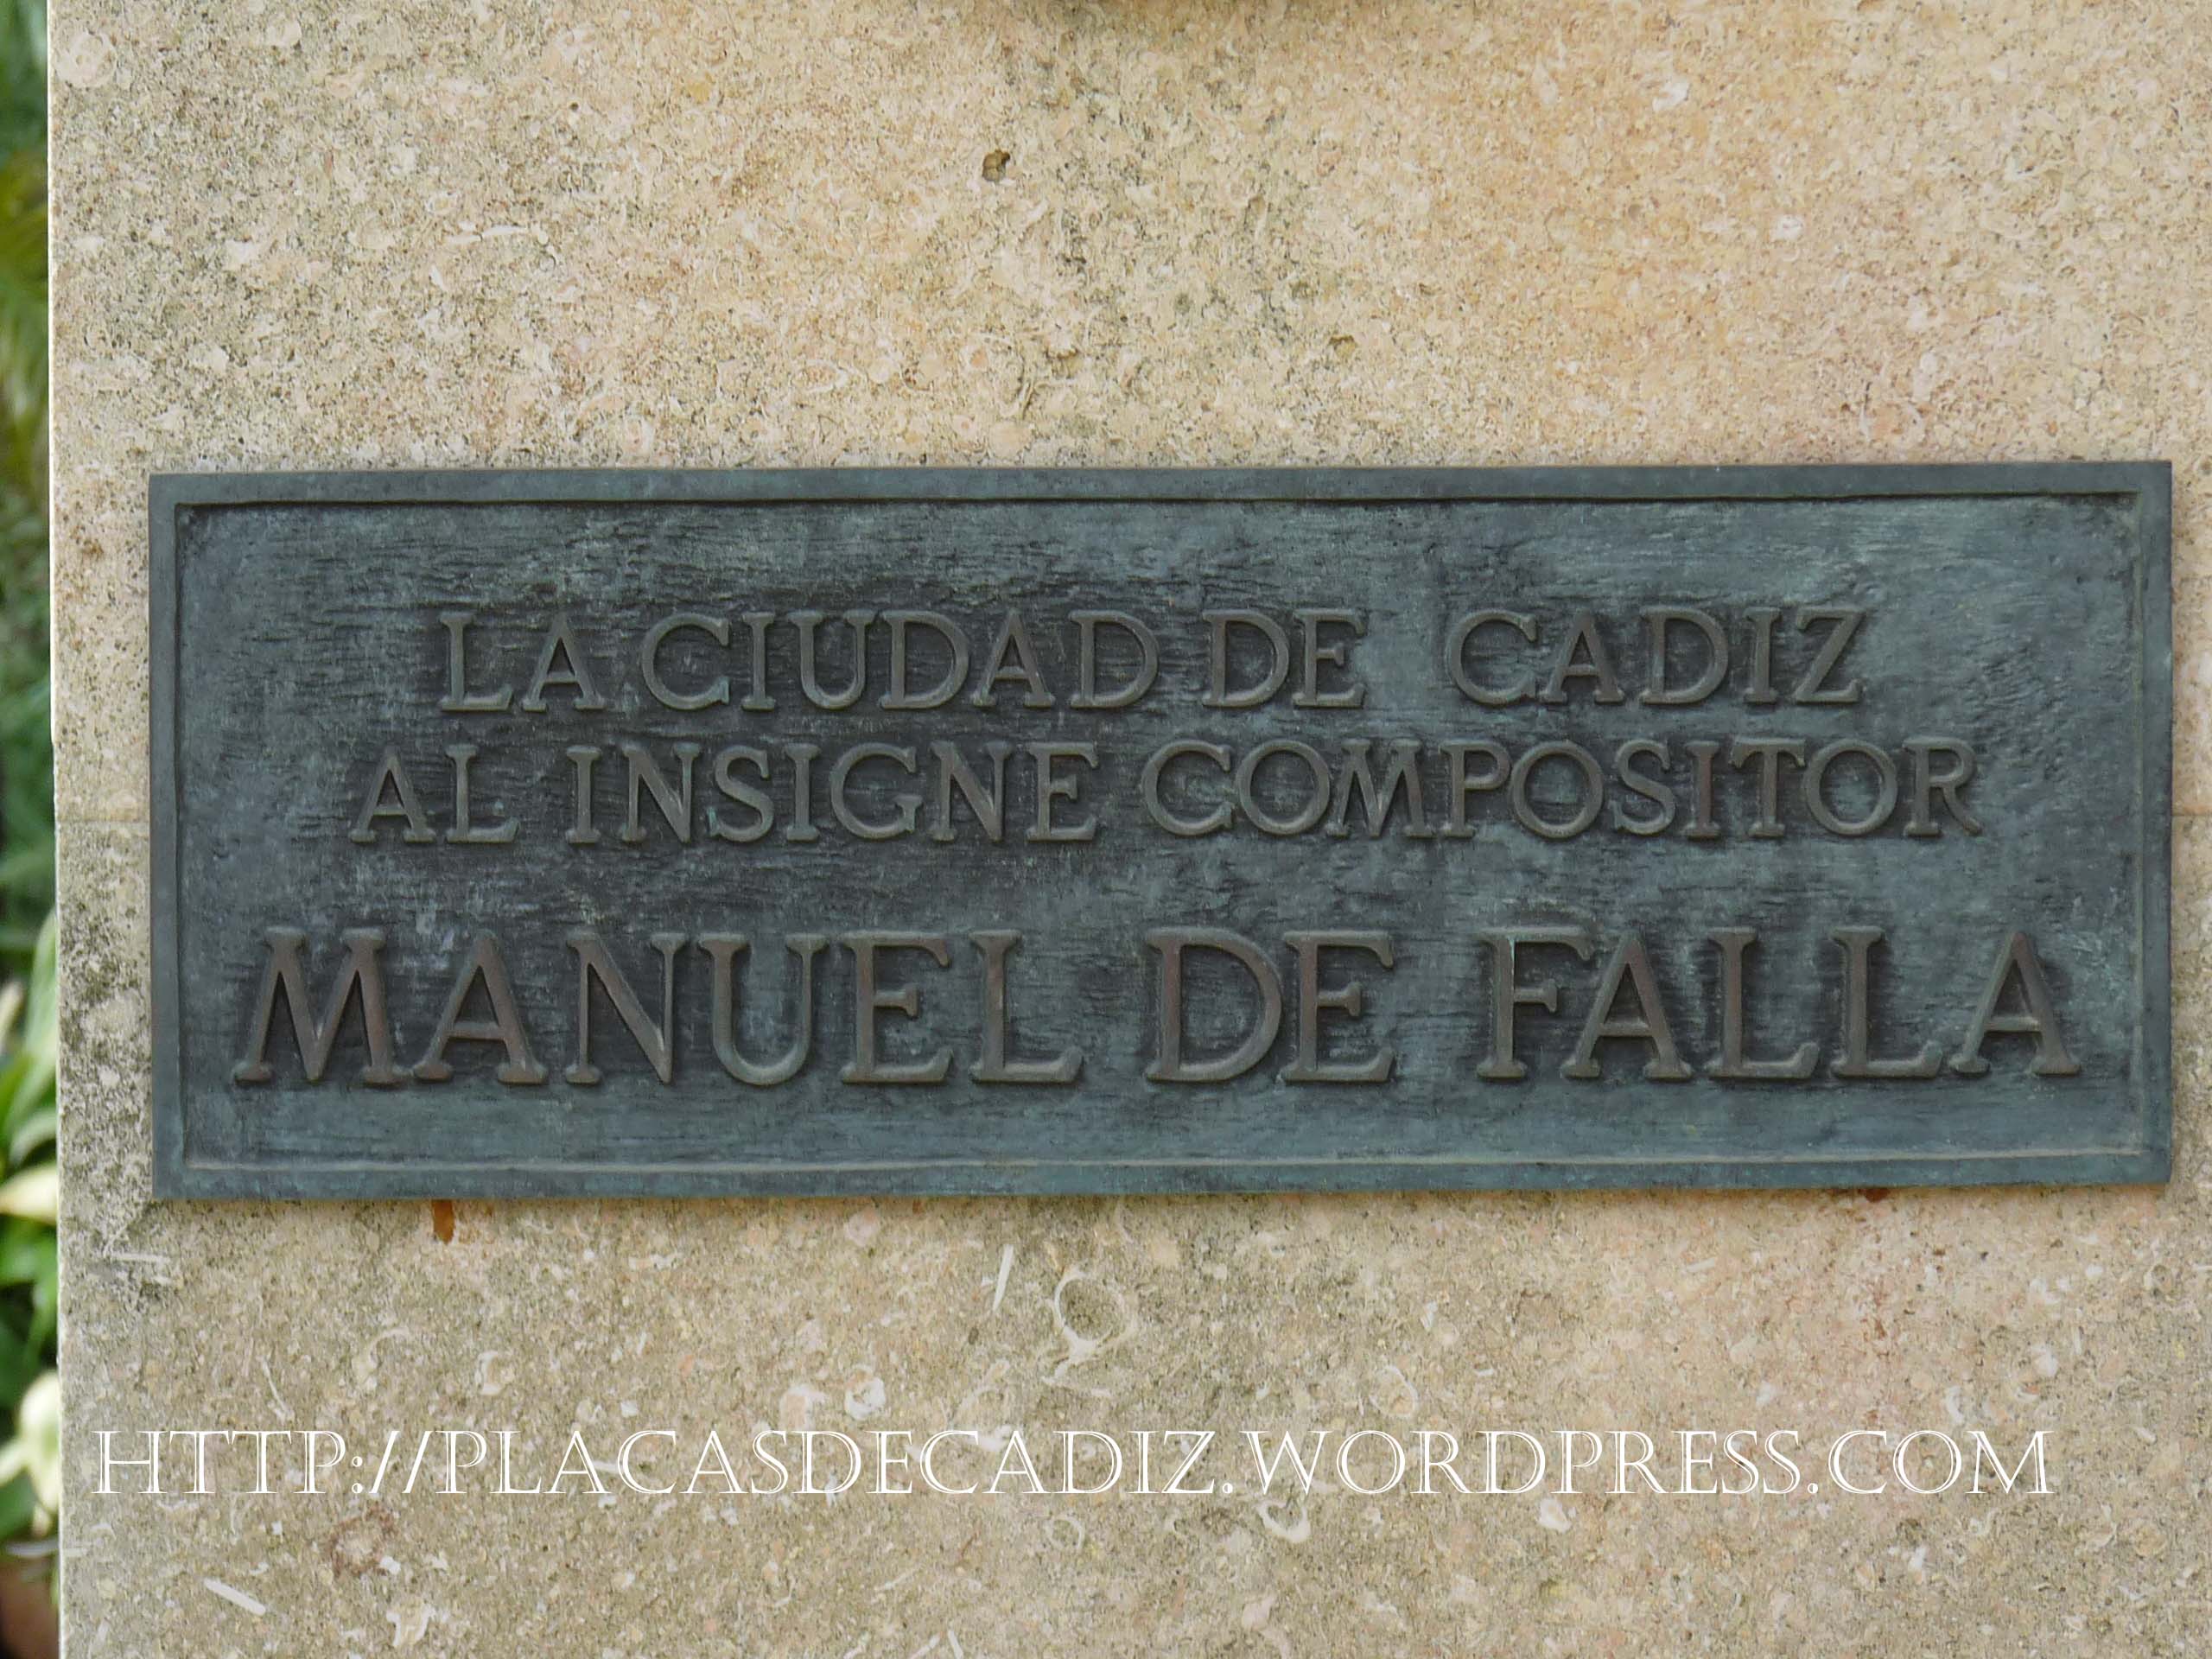 LA CIUDAD DE CADIZ
AL INSIGNE COMPOSITOR
MANUEL DE FALLA
HTTP://PLACASDECADIZ.WORDPRESS.COM